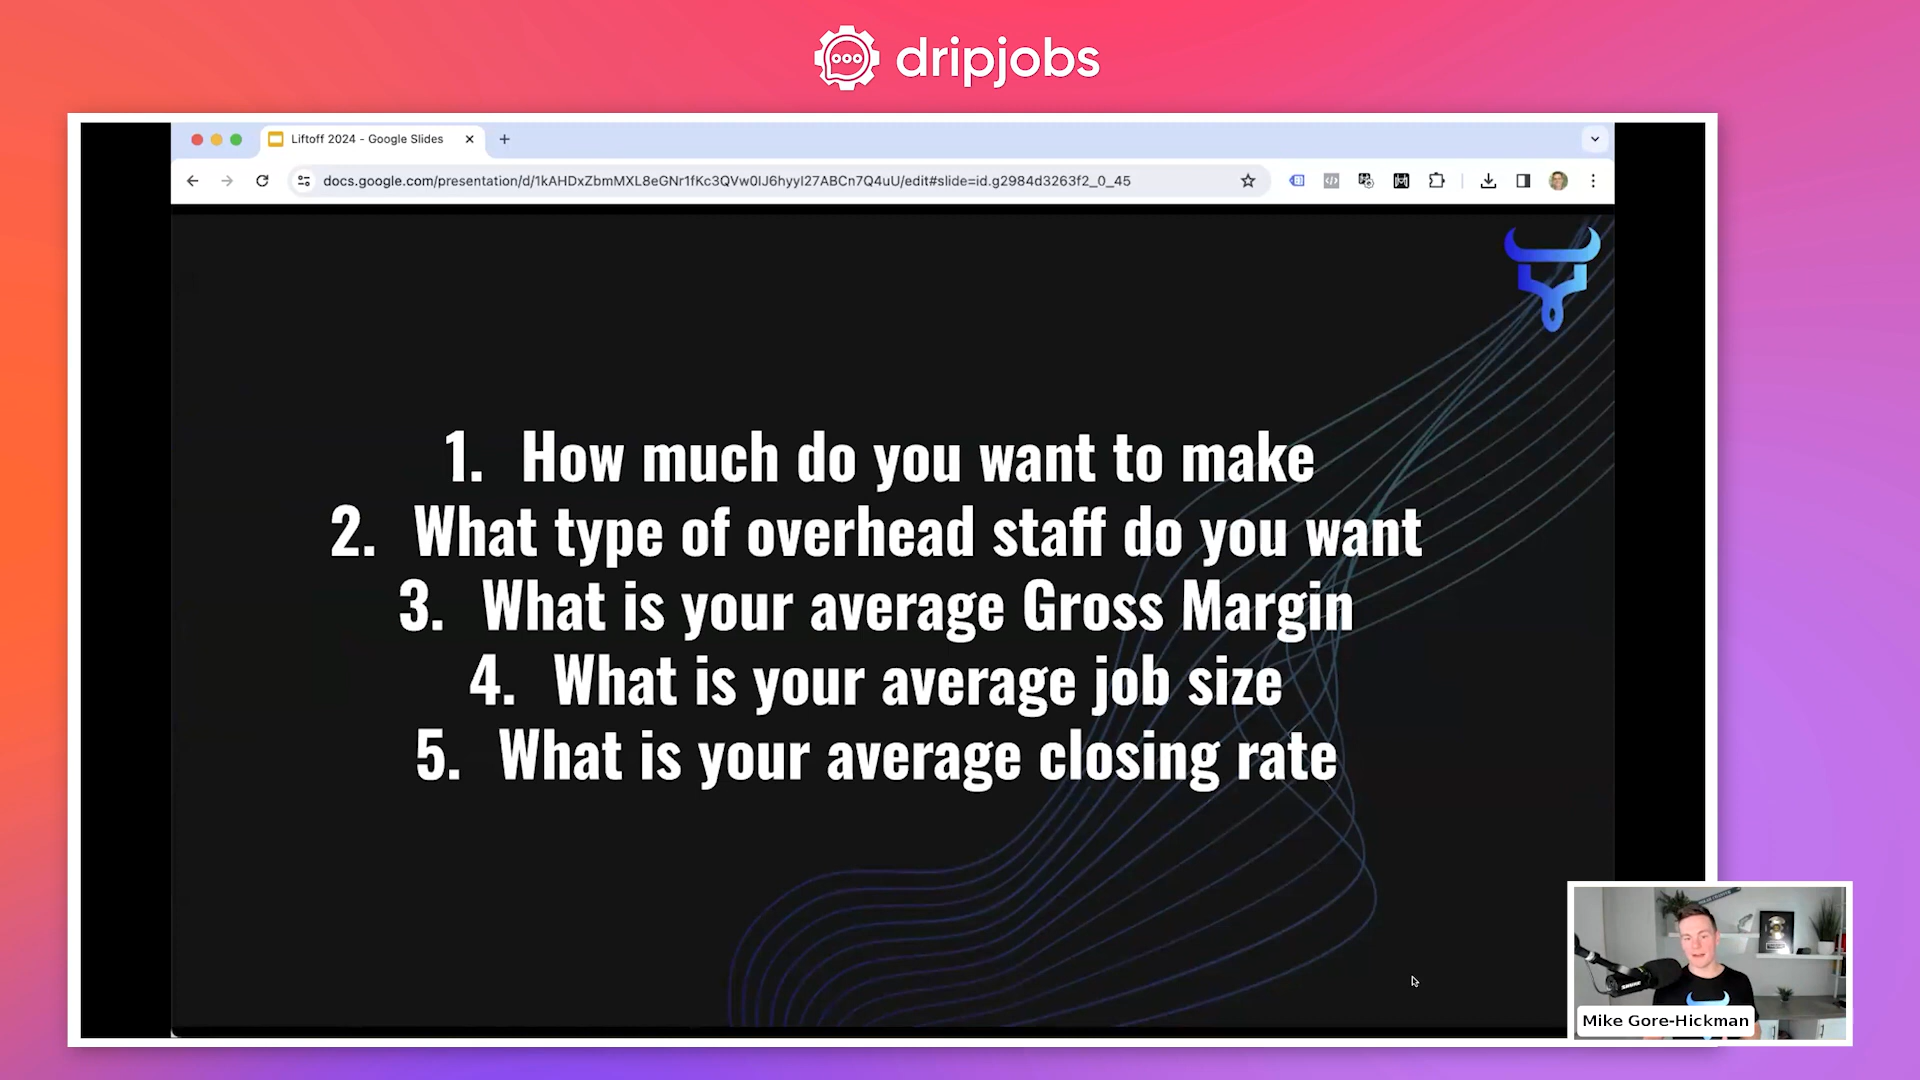 dripjobs
Liftoff 2024 - Google Slides
docs.google.com/presentation/d/1kAHDxZbmMXL8eGNr1fKc3QVw0IJ6hyyI27ABCn7Q4uU/edit#slide=id.g2984d3263f2_0_45
1. How much do you want to make
2. What type of overhead staff do you want
3. What is your average Gross Margin
4. What is your average job size
5. What is your average closing rate
SHURE
Mike Gore-Hickman